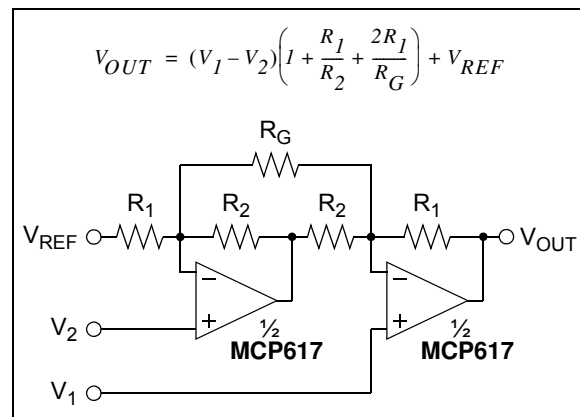 V_OUT = (V_1 – V_2)(1 + R_1/R_2 + 2R_1/R_G) + V_REF
R_G
R_1 R_2 R_2 R_1
V_REF V_OUT
– –
V_2 + +
½ ½
MCP617 MCP617
V_1